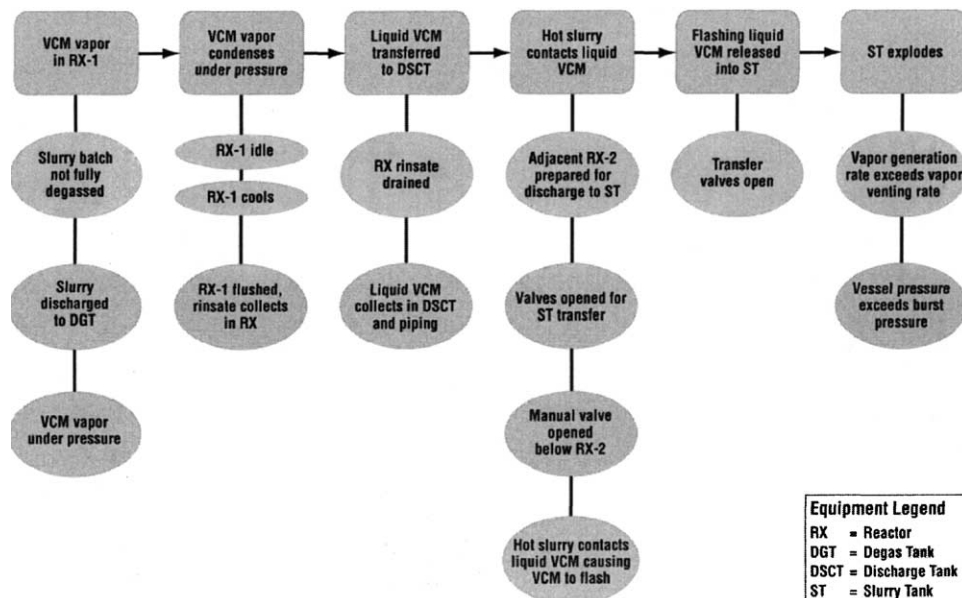 VCM vapor
in RX-1
VCM vapor
condenses
under pressure
Liquid VCM
transferred
to DSCT
Hot slurry
contacts liquid
VCM
Flashing liquid
VCM released
into ST
ST explodes
Slurry batch
not fully
degassed
Slurry
discharged
to DGT
VCM vapor
under pressure
RX-1 idle
RX-1 cools
RX-1 flushed,
rinsate collects
in RX
RX rinsate
drained
Liquid VCM
collects in DSCT
and piping
Adjacent RX-2
prepared for
discharge to ST
Valves opened for
ST transfer
Manual valve
opened
below RX-2
Hot slurry contacts
liquid VCM causing
VCM to flash
Transfer
valves open
Vapor generation
rate exceeds vapor
venting rate
Vessel pressure
exceeds burst
pressure
Equipment Legend
RX = Reactor
DGT = Degas Tank
DSCT = Discharge Tank
ST = Slurry Tank